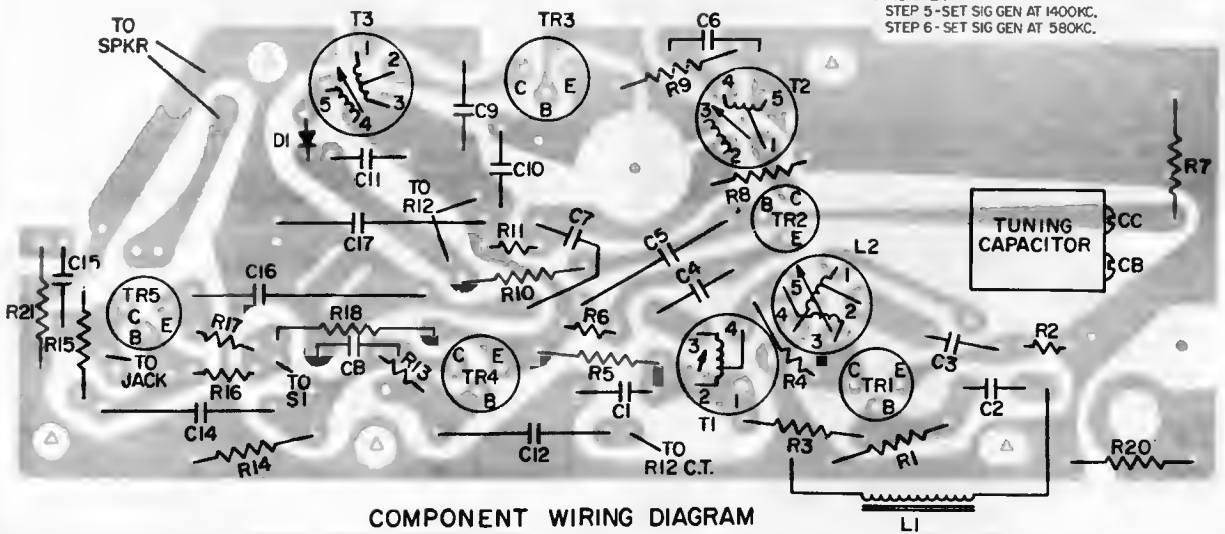 STEP 5-SET SIG GEN AT 1400KC.
STEP 6-SET SIG GEN AT 580KC.
TO
SPKR
T3
1
2
3
4
5
TR3
C
E
B
C6
R9
T2
4
5
3
2
1
R7
D1
C11
C9
C10
TO
R12
R8
B
C
TR2
E
TUNING
CAPACITOR
CC
CB
C17
R11
C7
R10
C5
C4
L2
5
1
4
2
3
C15
R21
R15
TR5
C
E
B
TO
JACK
C16
R17
R16
R18
C8
R13
TO
S1
C
E
TR4
B
R6
R5
C1
3
4
2
1
T1
R4
C
E
TR1
B
C3
R2
C2
C14
R14
C12
TO
R12 C.T.
R3
R1
R20
L1
COMPONENT WIRING DIAGRAM